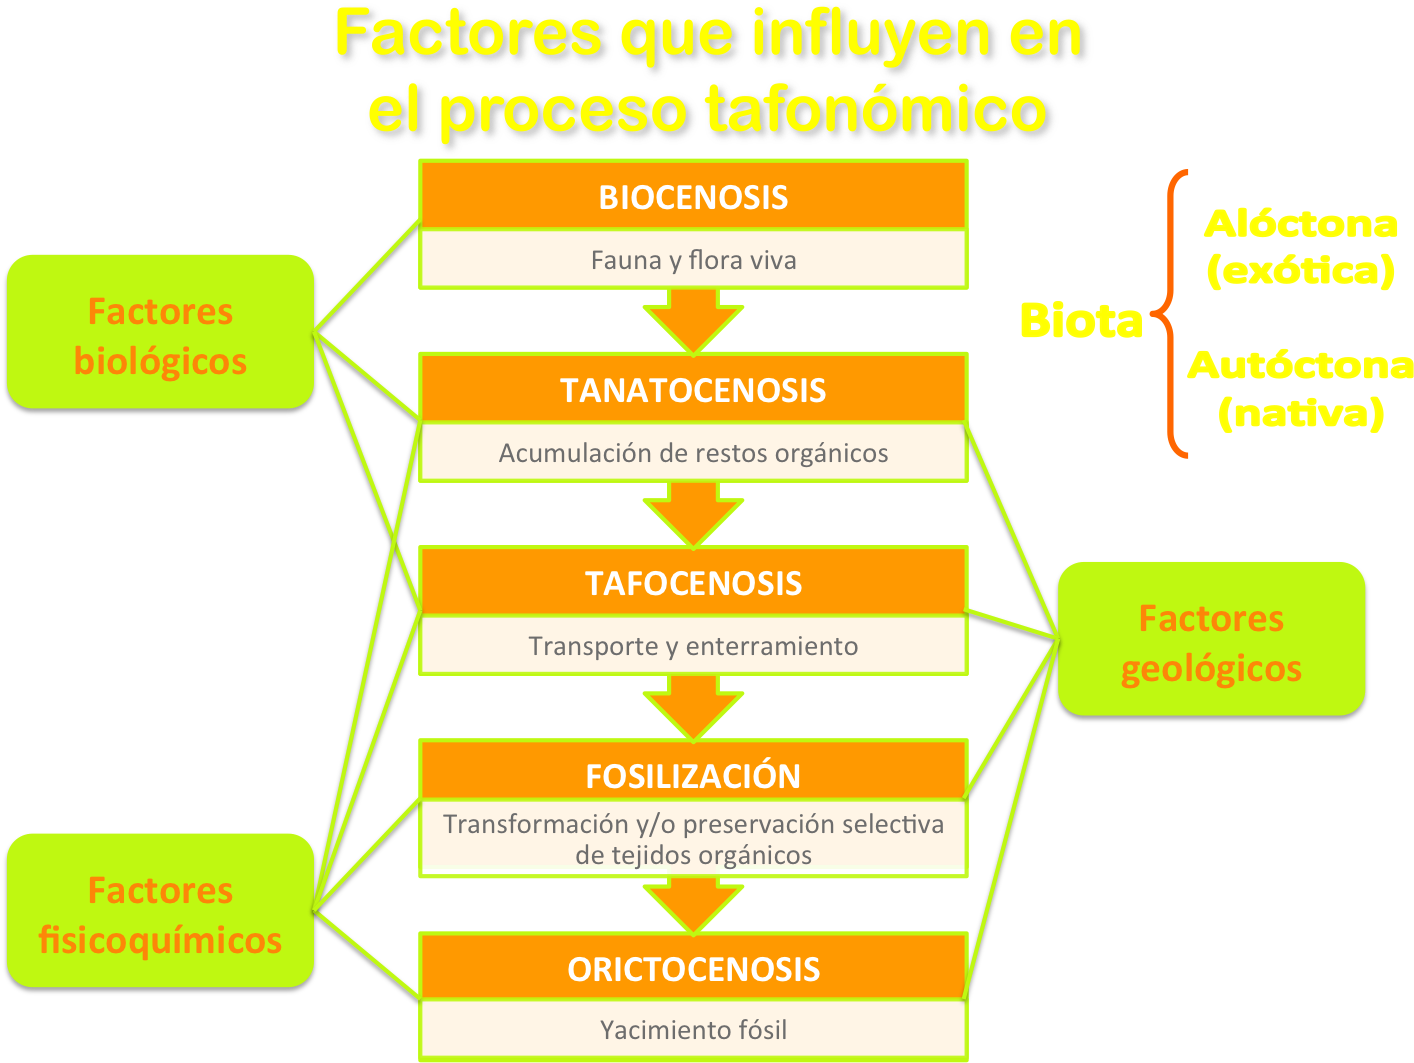 Factores que influyen en
el proceso tafonómico
BIOCENOSIS
Fauna y flora viva
TANATOCENOSIS
Acumulación de restos orgánicos
TAFOCENOSIS
Transporte y enterramiento
FOSILIZACIÓN
Transformación y/o preservación selectiva
de tejidos orgánicos
ORICTOCENOSIS
Yacimiento fósil
Factores
biológicos
Factores
fisicoquímicos
Biota
Alóctona
(exótica)
Autóctona
(nativa)
Factores
geológicos